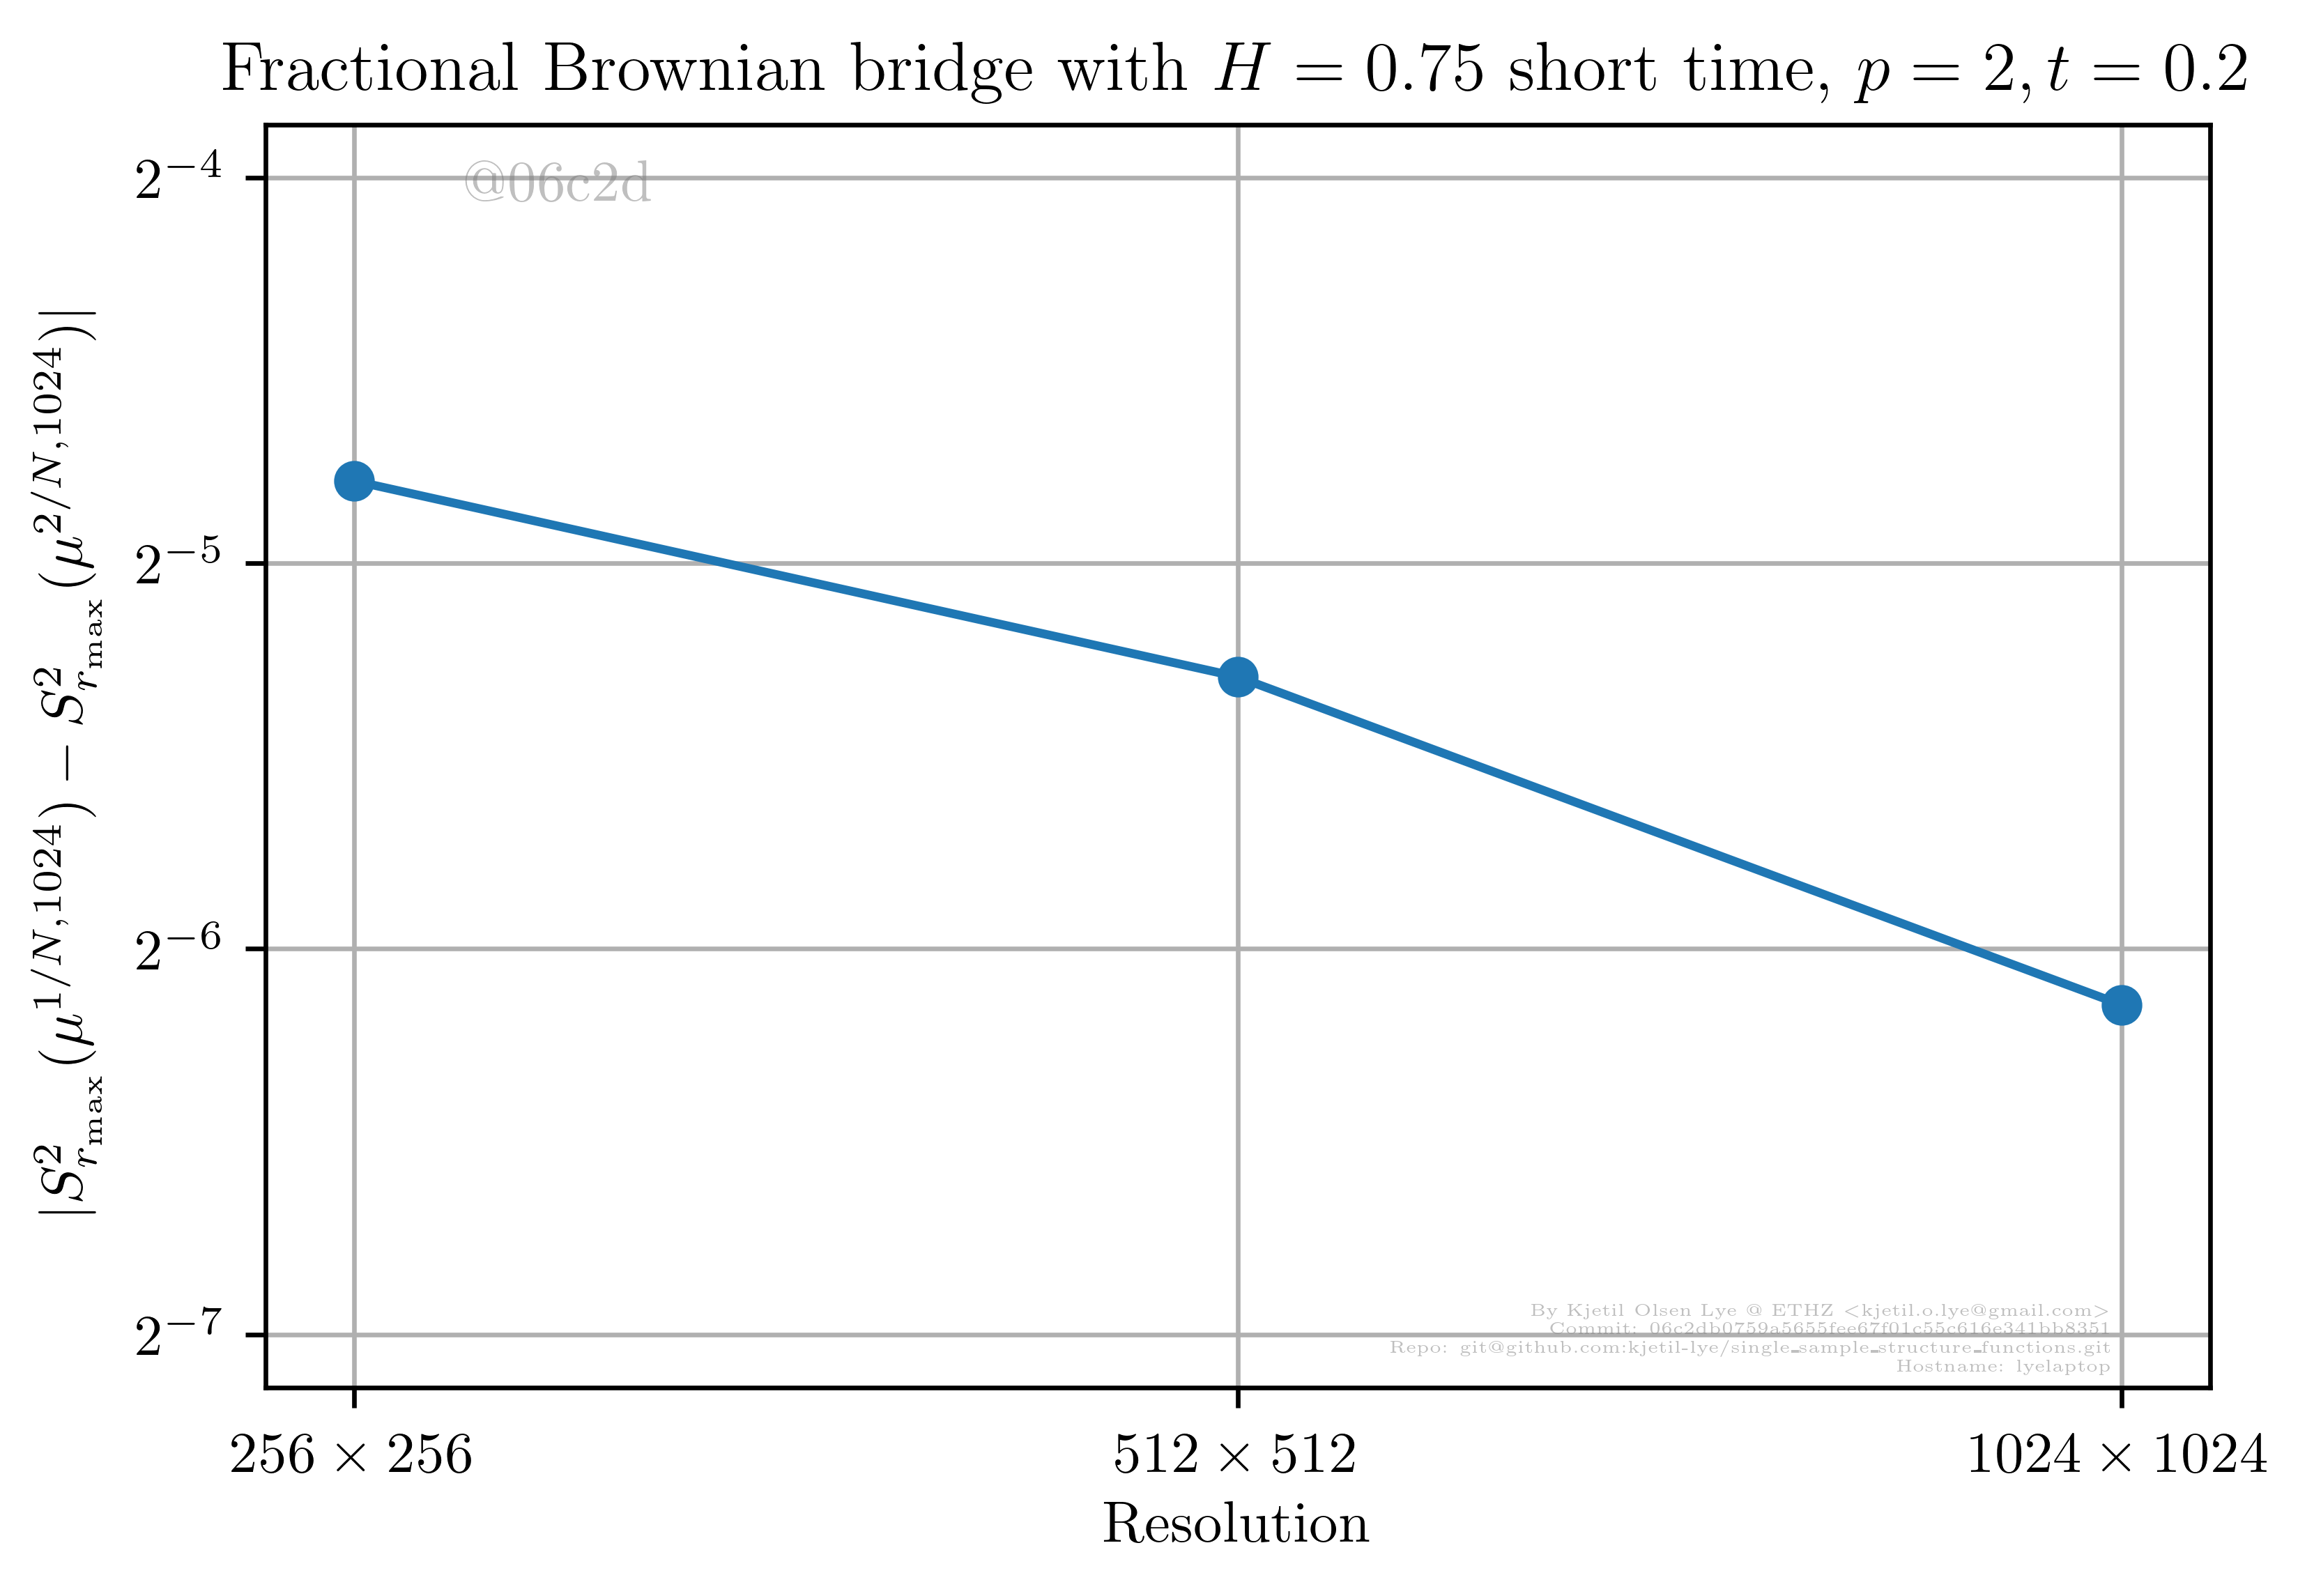 Fractional Brownian bridge with H = 0.75 short time, p = 2, t = 0.2
|S²_{r_max}(μ^{1/N,1024}) − S²_{r_max}(μ^{2/N,1024})|
2⁻⁴
2⁻⁵
2⁻⁶
2⁻⁷
@06c2d
By Kjetil Olsen Lye @ ETHZ <kjetil.o.lye@gmail.com>
Commit: 06c2db0759a5655fee67f01c55c616e341bb8351
Repo: git@github.com:kjetil-lye/single_sample_structure_functions.git
Hostname: lyelaptop
256 × 256
512 × 512
1024 × 1024
Resolution